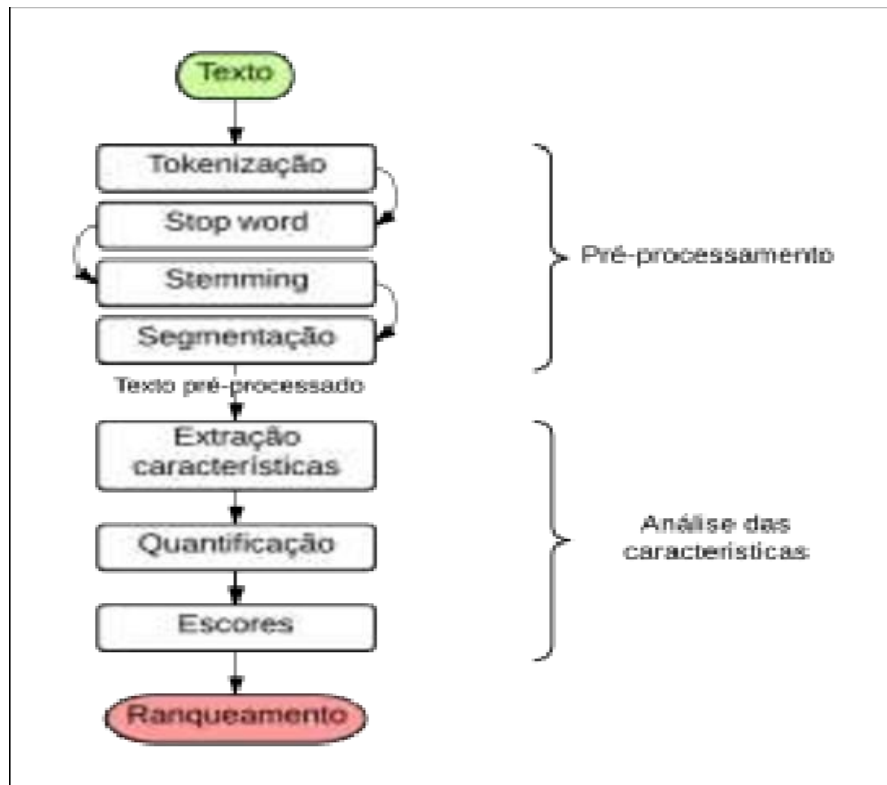 Texto
Tokenização
Stop word
Stemming
Segmentação
Pré-processamento
Texto pré-processado
Extração
características
Quantificação
Escores
Análise das
características
Ranqueamento